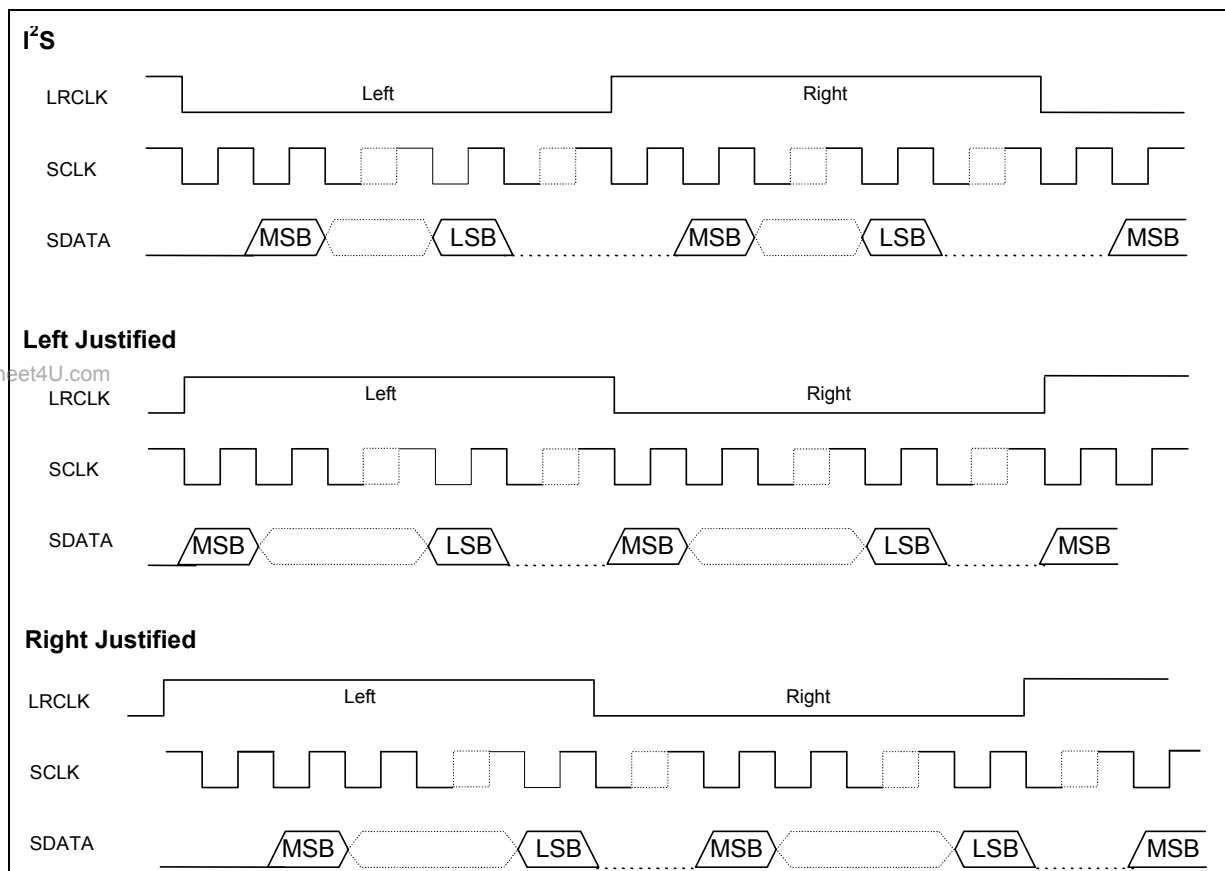 I²S
LRCLK
Left Right
SCLK
SDATA
MSB LSB MSB LSB MSB
Left Justified
eet4U.com
LRCLK
Left Right
SCLK
SDATA
MSB LSB MSB LSB MSB
Right Justified
LRCLK
Left Right
SCLK
SDATA
MSB LSB MSB LSB MSB